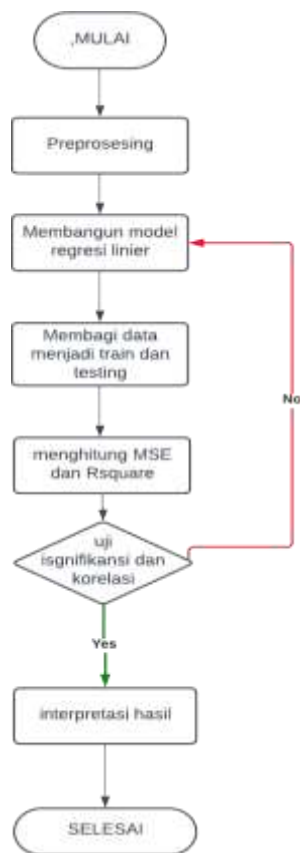 ,MULAI
Preprosesing
Membangun model
regresi linier
Membagi data
menjadi train dan
testing
No
menghitung MSE
dan Rsquare
uji
isgnifikansi dan
korelasi
Yes
interpretasi hasil
SELESAI